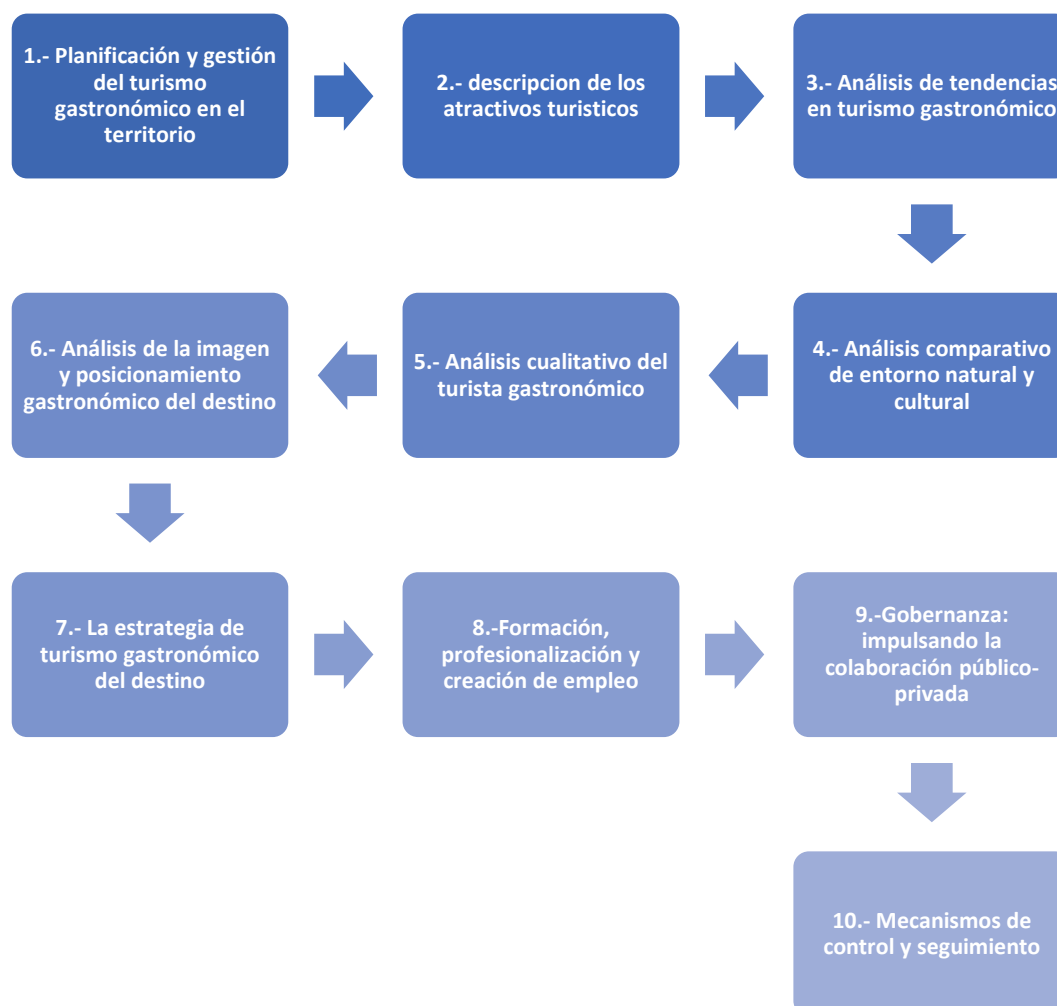 1.- Planificación y gestión
del turismo
gastronómico en el
territorio
2.- descripcion de los
atractivos turisticos
3.- Análisis de tendencias
en turismo gastronómico
4.- Análisis comparativo
de entorno natural y
cultural
5.- Análisis cualitativo del
turista gastronómico
6.- Análisis de la imagen
y posicionamiento
gastronómico del destino
7.- La estrategia de
turismo gastronómico
del destino
8.-Formación,
profesionalización y
creación de empleo
9.-Gobernanza:
impulsando la
colaboración público-
privada
10.- Mecanismos de
control y seguimiento